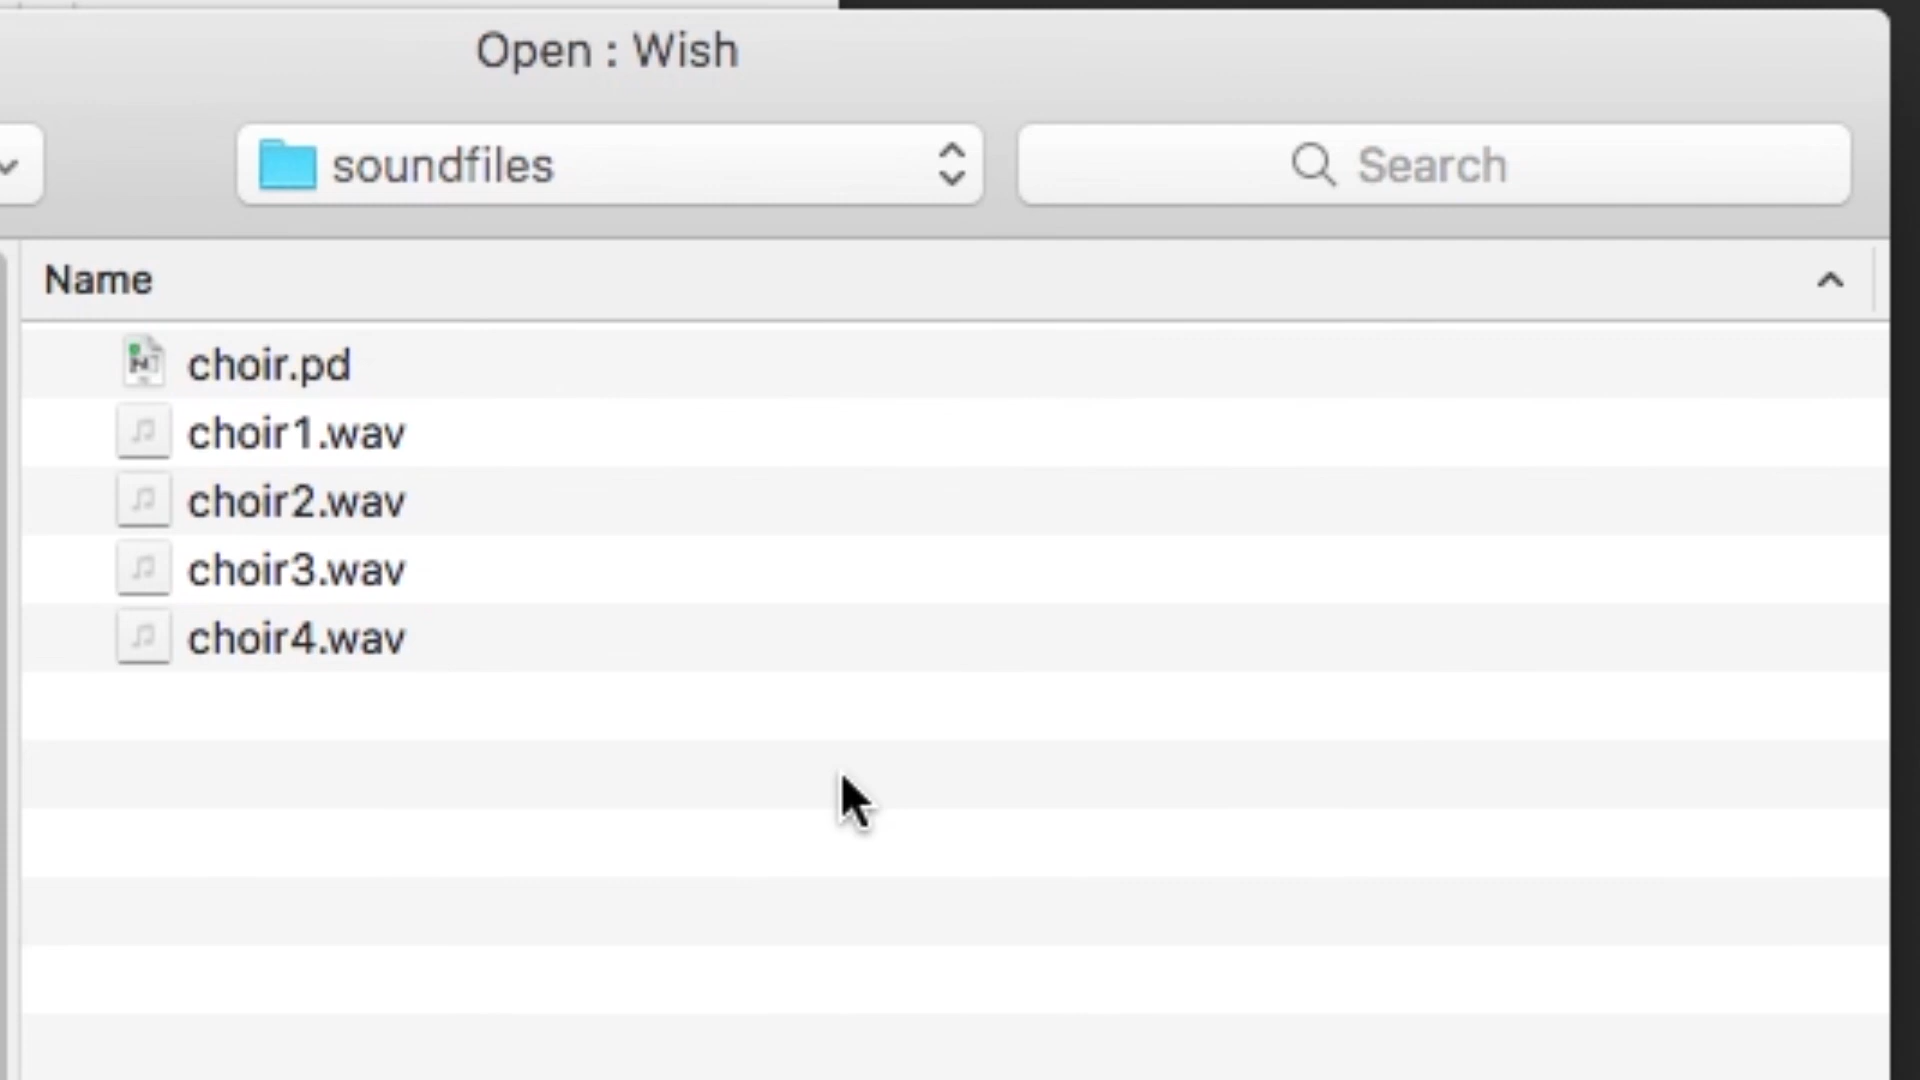 Open : Wish
soundfiles
Search
Name
choir.pd
choir1.wav
choir2.wav
choir3.wav
choir4.wav